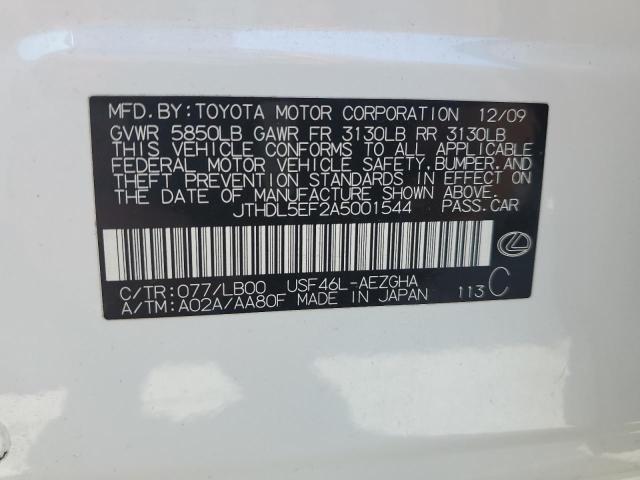 MFD.BY:TOYOTA MOTOR CORPORATION 12/09
GVWR 5850LB GAWR FR 3130LB RR 3130LB
THIS VEHICLE CONFORMS TO ALL APPLICABLE
FEDERAL MOTOR VEHICLE SAFETY,BUMPER,AND
THEFT PREVENTION STANDARDS IN EFFECT ON
THE DATE OF MANUFACTURE SHOWN ABOVE.
JTHDL5EF2A5001544 PASS.CAR
C/TR:077/LB00 USF46L-AEZGHA
A/TM:A02A/AA80F MADE IN JAPAN 113 C